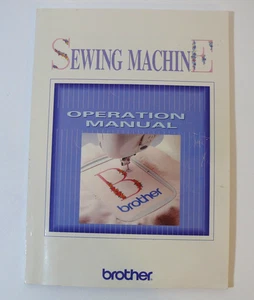 SEWING MACHINE
OPERATION
MANUAL
B
brother
brother